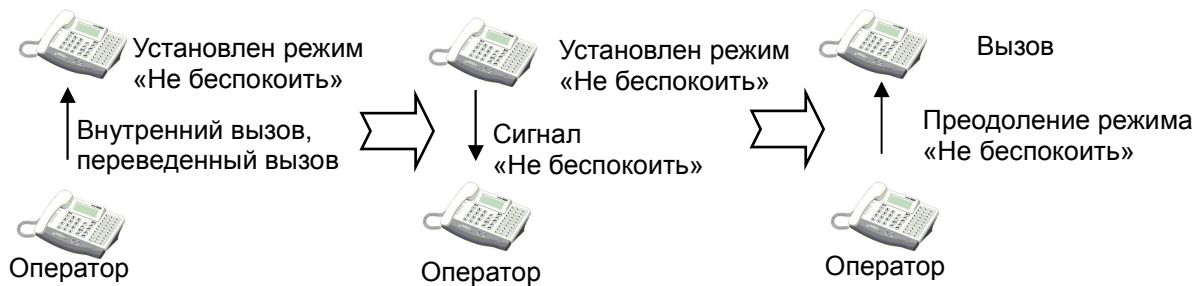 Установлен режим
«Не беспокоить»
Внутренний вызов,
переведенный вызов
Оператор
Установлен режим
«Не беспокоить»
Сигнал
«Не беспокоить»
Оператор
Вызов
Преодоление режима
«Не беспокоить»
Оператор